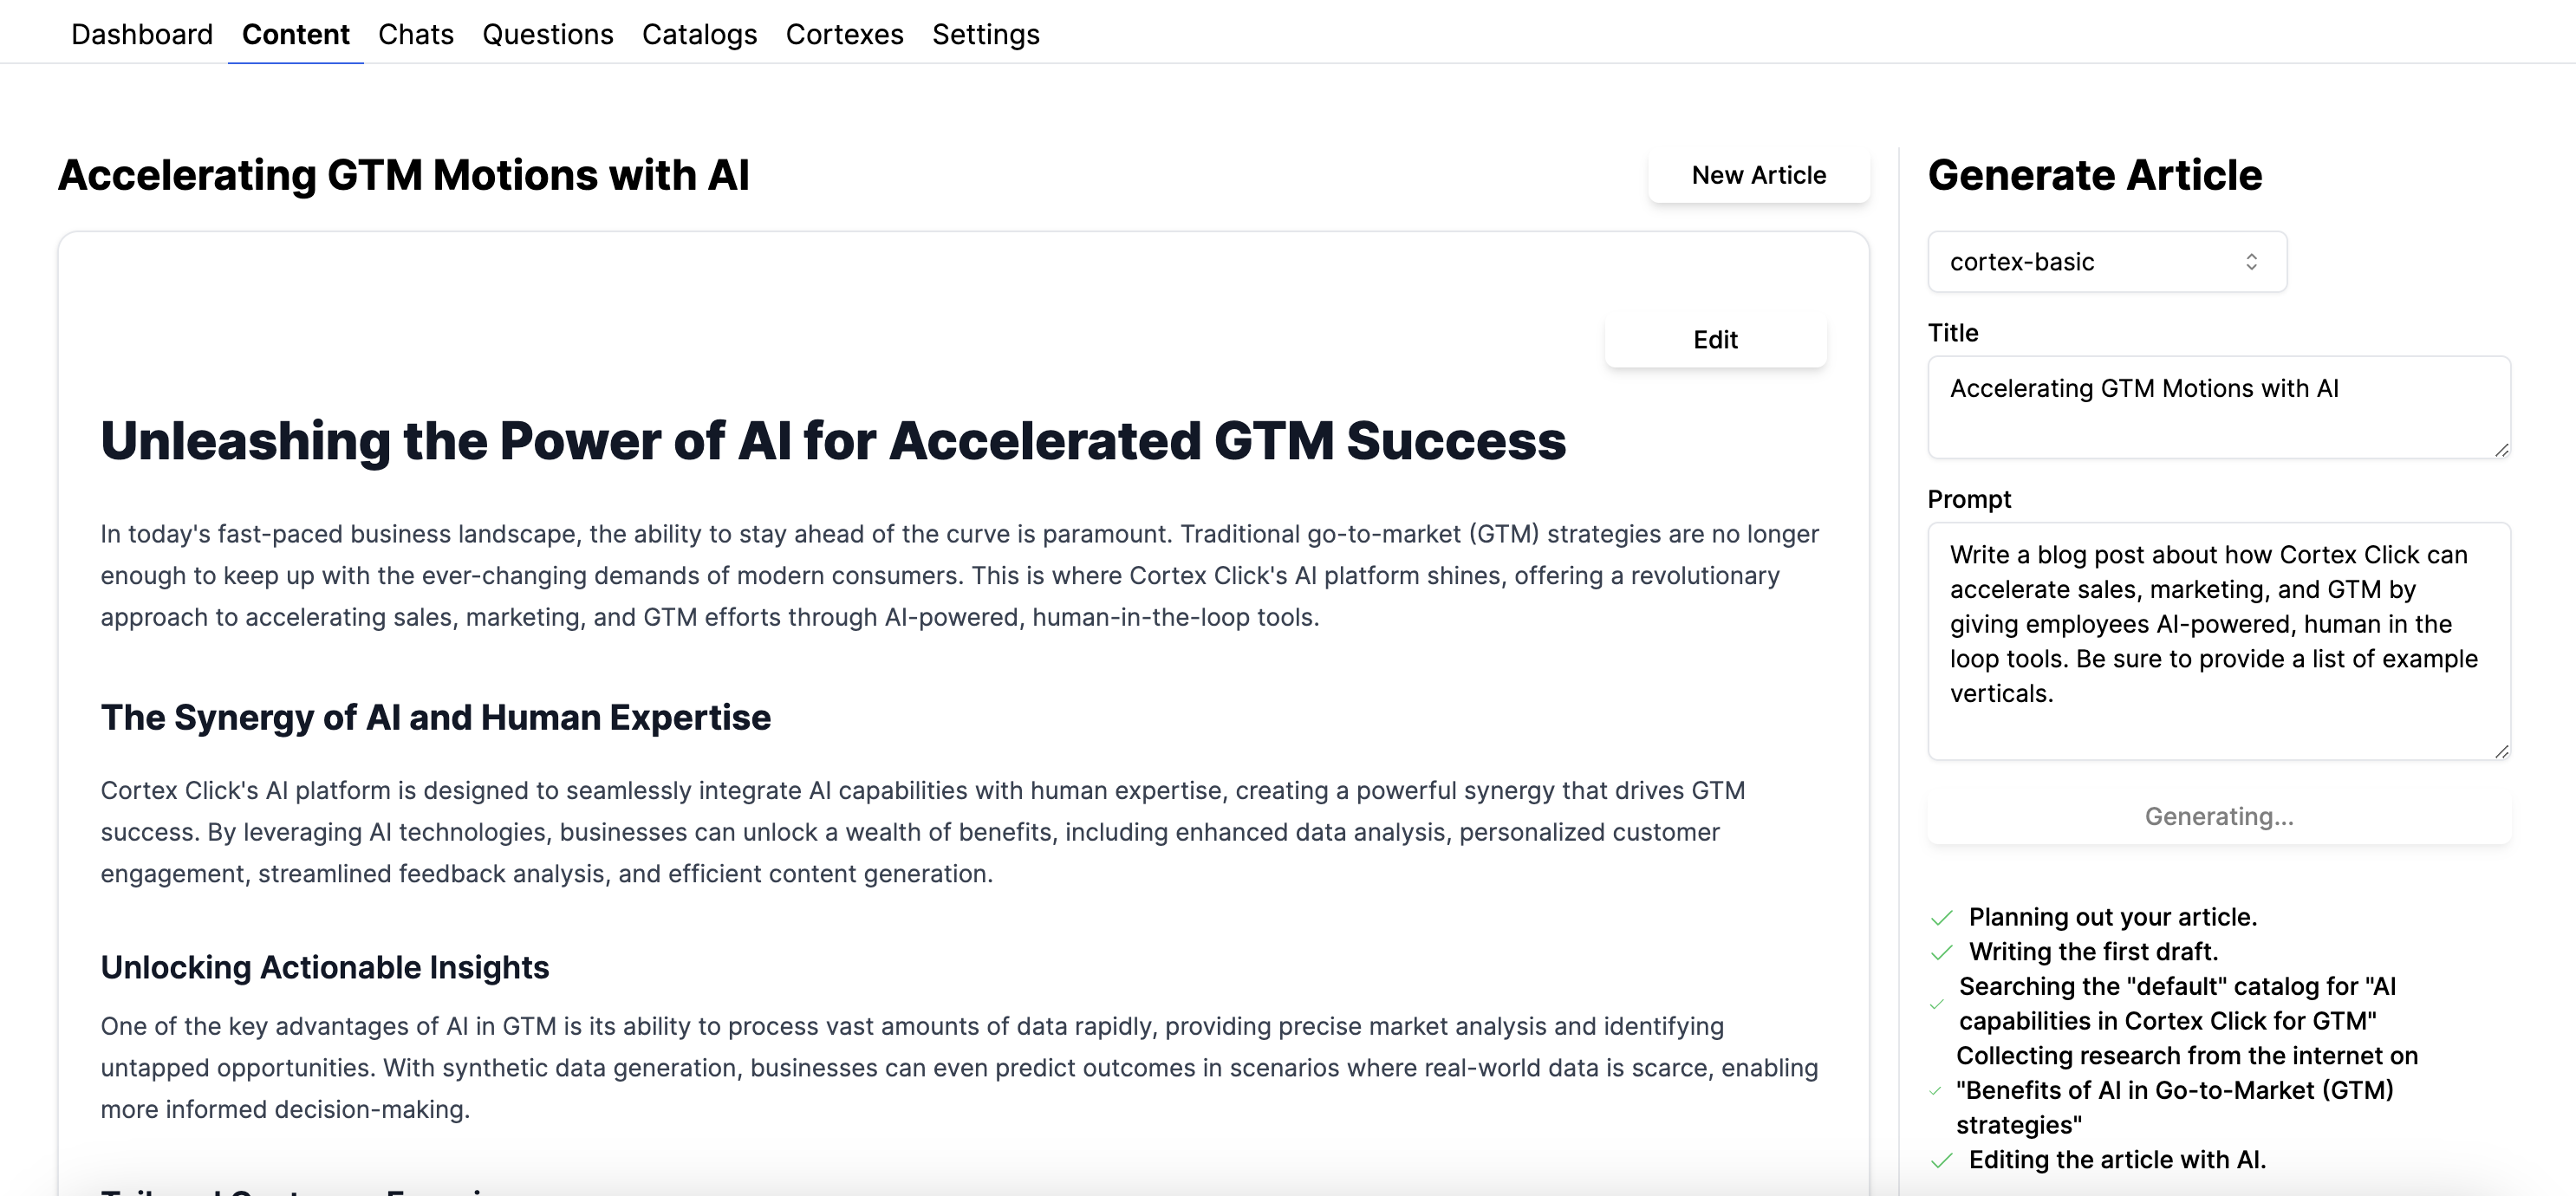 Dashboard Content Chats Questions Catalogs Cortexes Settings
Accelerating GTM Motions with AI
New Article
Edit
Unleashing the Power of AI for Accelerated GTM Success
In today's fast-paced business landscape, the ability to stay ahead of the curve is paramount. Traditional go-to-market (GTM) strategies are no longer
enough to keep up with the ever-changing demands of modern consumers. This is where Cortex Click's AI platform shines, offering a revolutionary
approach to accelerating sales, marketing, and GTM efforts through AI-powered, human-in-the-loop tools.
The Synergy of AI and Human Expertise
Cortex Click's AI platform is designed to seamlessly integrate AI capabilities with human expertise, creating a powerful synergy that drives GTM
success. By leveraging AI technologies, businesses can unlock a wealth of benefits, including enhanced data analysis, personalized customer
engagement, streamlined feedback analysis, and efficient content generation.
Unlocking Actionable Insights
One of the key advantages of AI in GTM is its ability to process vast amounts of data rapidly, providing precise market analysis and identifying
untapped opportunities. With synthetic data generation, businesses can even predict outcomes in scenarios where real-world data is scarce, enabling
more informed decision-making.
Generate Article
cortex-basic
Title
Accelerating GTM Motions with AI
Prompt
Write a blog post about how Cortex Click can
accelerate sales, marketing, and GTM by
giving employees AI-powered, human in the
loop tools. Be sure to provide a list of example
verticals.
Generating...
Planning out your article.
Writing the first draft.
Searching the "default" catalog for "AI
capabilities in Cortex Click for GTM"
Collecting research from the internet on
"Benefits of AI in Go-to-Market (GTM)
strategies"
Editing the article with AI.